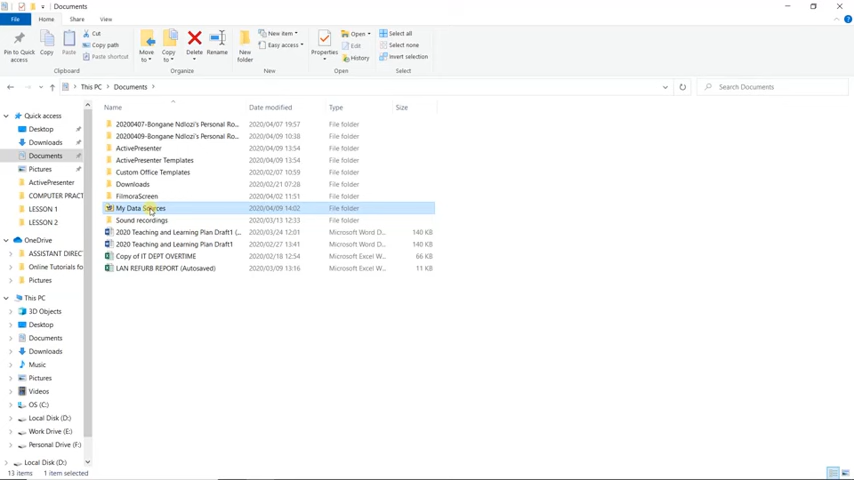 Documents
File
Home
Share
View
Pin to Quick access
Copy
Paste
Cut
Copy path
Paste shortcut
Clipboard
Move to
Copy to
Delete
Rename
Organize
New folder
New item
Easy access
New
Properties
Open
Edit
History
Open
Select all
Select none
Invert selection
Select
This PC > Documents >
Search Documents
Name Date modified Type Size
Quick access
Desktop
Downloads
Documents
Pictures
ActivePresenter
COMPUTER PRACT
LESSON 1
LESSON 2
OneDrive
ASSISTANT DIREC
Online Tutorials fo
Pictures
This PC
3D Objects
Desktop
Documents
Downloads
Music
Pictures
Videos
OS (C:)
Local Disk (D:)
Work Drive (E:)
Personal Drive (F:)
Local Disk (D:)
20200407-Bongane Ndlozi's Personal Ro... 2020/04/07 19:57 File folder
20200409-Bongane Ndlozi's Personal Ro... 2020/04/09 10:38 File folder
ActivePresenter 2020/04/09 13:54 File folder
ActivePresenter Templates 2020/04/09 13:54 File folder
Custom Office Templates 2020/02/07 10:59 File folder
Downloads 2020/02/21 07:28 File folder
FilmoraScreen 2020/04/02 11:51 File folder
My Data Sources 2020/04/09 14:02 File folder
Sound recordings 2020/03/13 12:33 File folder
2020 Teaching and Learning Plan Draft1 (... 2020/03/24 12:01 Microsoft Word D... 140 KB
2020 Teaching and Learning Plan Draft1 2020/02/27 13:41 Microsoft Word D... 140 KB
Copy of IT DEPT OVERTIME 2020/02/18 12:54 Microsoft Excel W... 66 KB
LAN REFURB REPORT (Autosaved) 2020/03/09 13:16 Microsoft Excel W... 11 KB
13 items 1 item selected